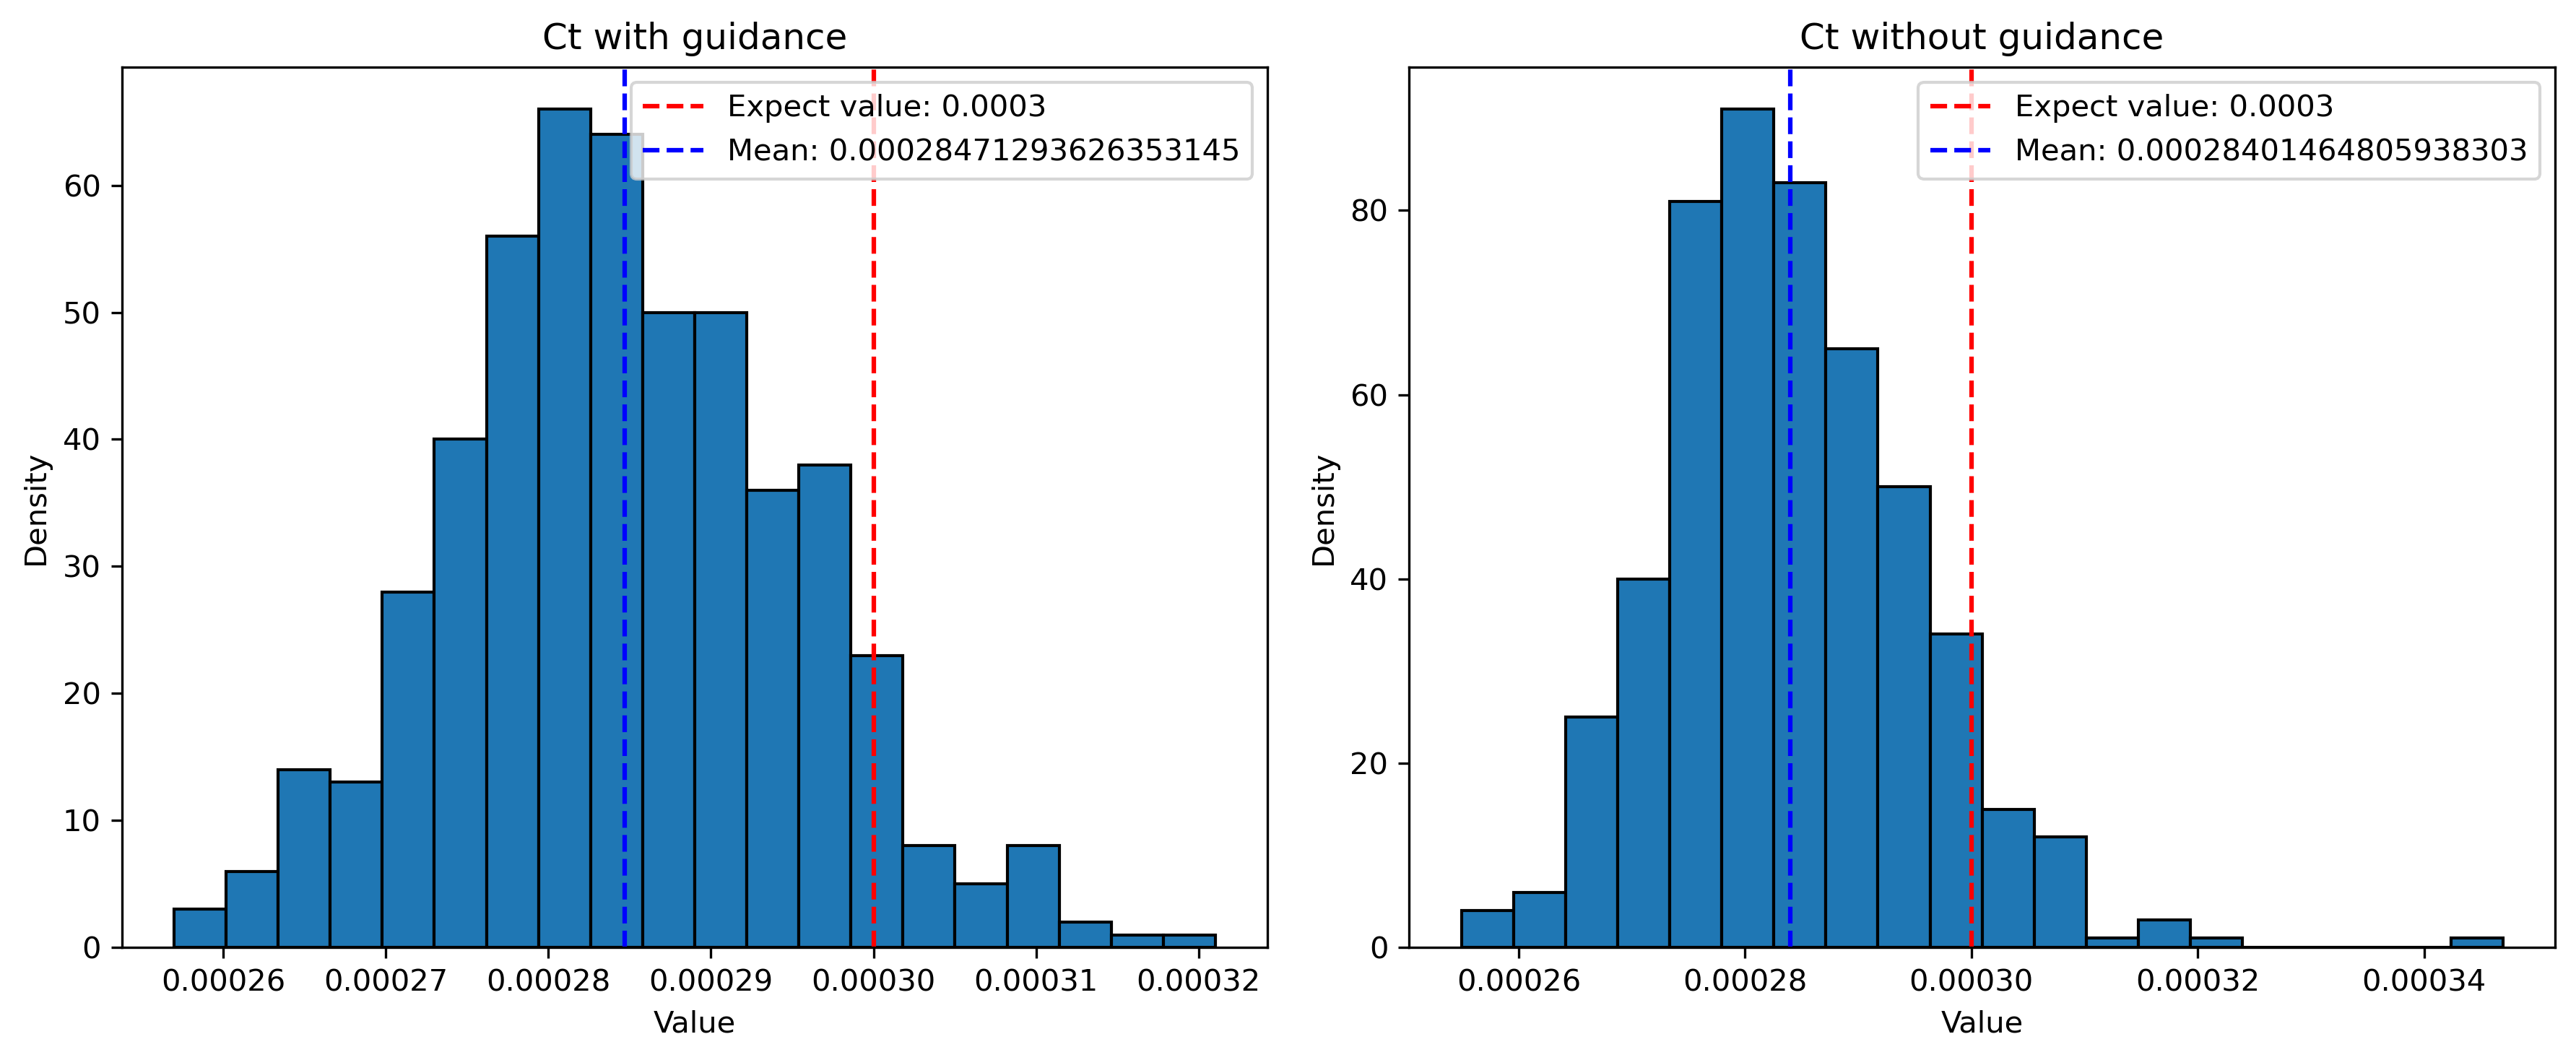 Ct with guidance
Expect value: 0.0003
Mean: 0.00028471293626353145
Density
60
50
40
30
20
10
0
0.00026 0.00027 0.00028 0.00029 0.00030 0.00031 0.00032
Value
Ct without guidance
Expect value: 0.0003
Mean: 0.00028401464805938303
Density
80
60
40
20
0
0.00026 0.00028 0.00030 0.00032 0.00034
Value